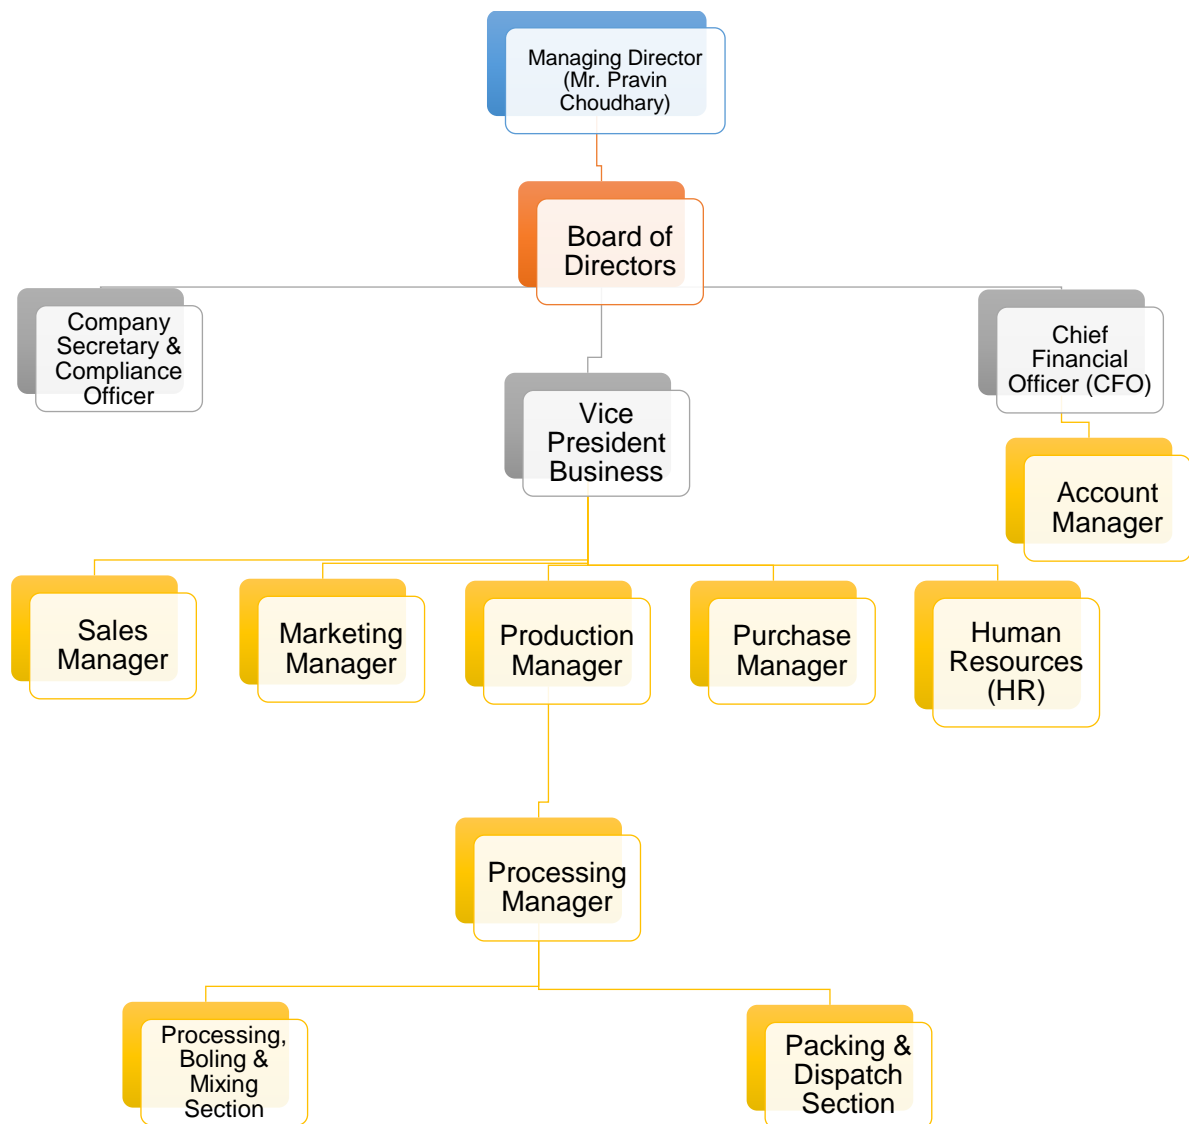 Managing Director
(Mr. Pravin
Choudhary)
Board of
Directors
Company
Secretary &
Compliance
Officer
Chief
Financial
Officer (CFO)
Vice
President
Business
Account
Manager
Sales
Manager
Marketing
Manager
Production
Manager
Purchase
Manager
Human
Resources
(HR)
Processing
Manager
Processing,
Boling &
Mixing
Section
Packing &
Dispatch
Section